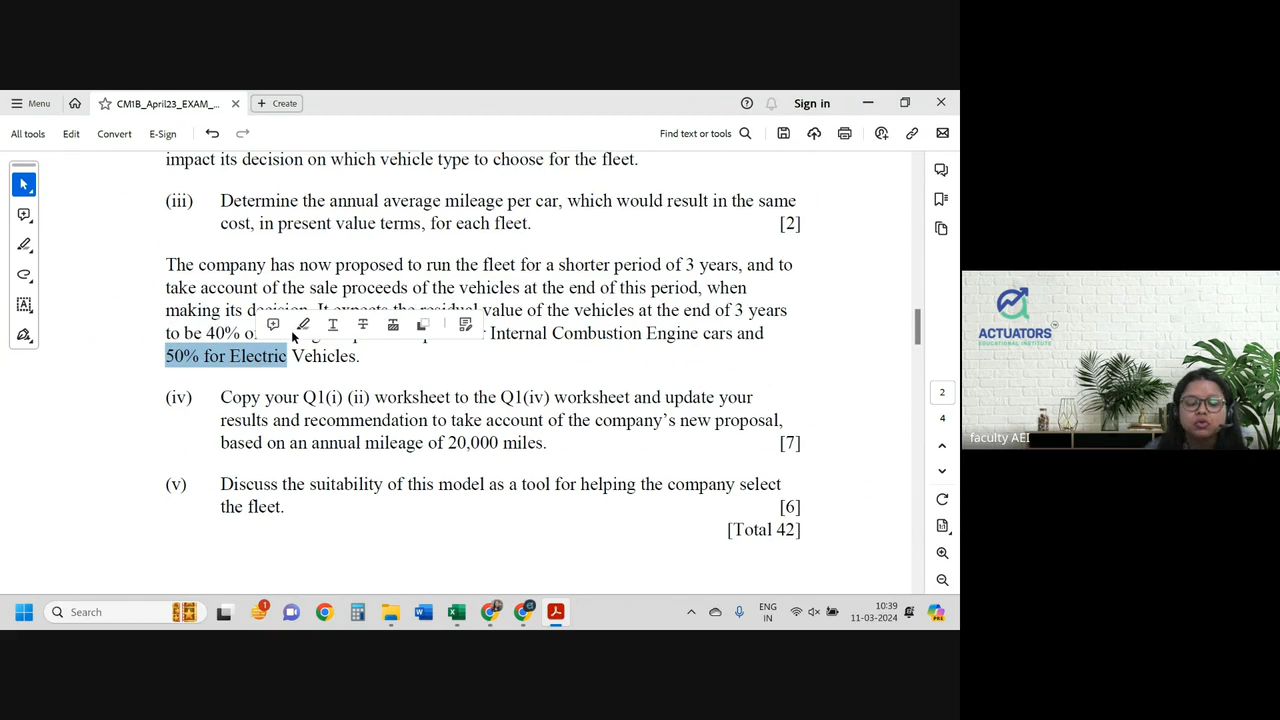 Menu
CM1B_April23_EXAM_...
Create
Sign in
All tools
Edit
Convert
E-Sign
Find text or tools
impact its decision on which vehicle type to choose for the fleet.
(iii) Determine the annual average mileage per car, which would result in the same
cost, in present value terms, for each fleet. [2]
The company has now proposed to run the fleet for a shorter period of 3 years, and to
take account of the sale proceeds of the vehicles at the end of this period, when
making its decision. It expects the residual value of the vehicles at the end of 3 years
to be 40% of Internal Combustion Engine cars and
50% for Electric Vehicles.
(iv) Copy your Q1(i) (ii) worksheet to the Q1(iv) worksheet and update your
results and recommendation to take account of the company's new proposal,
based on an annual mileage of 20,000 miles. [7]
(v) Discuss the suitability of this model as a tool for helping the company select
the fleet. [6]
[Total 42]
2
4
ACTUATORS
EDUCATIONAL INSTITUTE
faculty AEI
Search
1
ENG
IN
10:39
11-03-2024